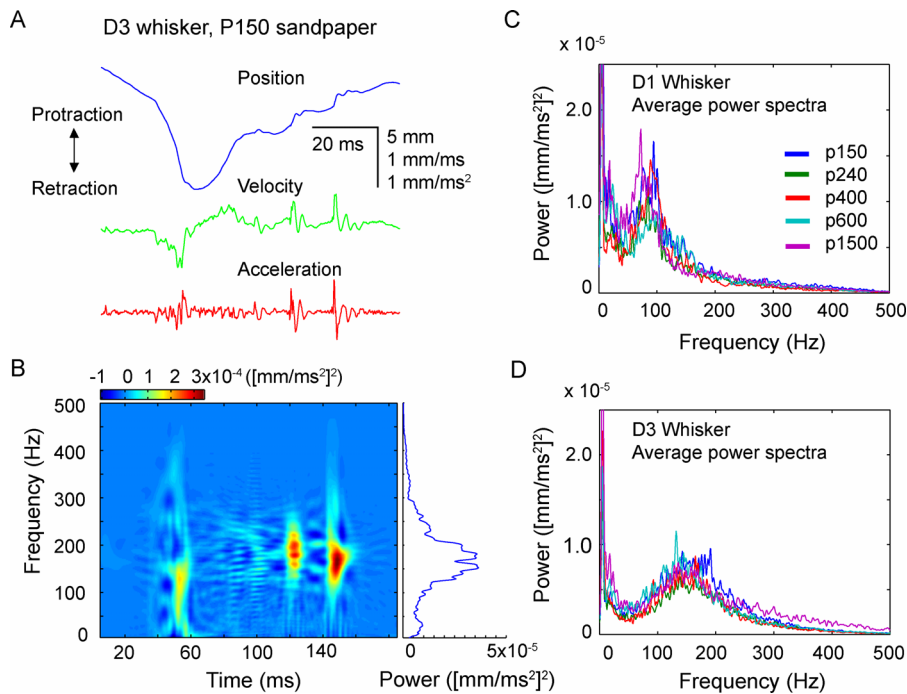 A
D3 whisker, P150 sandpaper
Position
Protraction
Retraction
20 ms
5 mm
1 mm/ms
1 mm/ms²
Velocity
Acceleration
B
-1 0 1 2 3x10⁻⁴ ([mm/ms²]²)
500
400
300
200
100
0
Frequency (Hz)
20 60 100 140
Time (ms)
0 5x10⁻⁵
Power ([mm/ms²]²)
C
x 10⁻⁵
D1 Whisker
Average power spectra
p150
p240
p400
p600
p1500
2.0
1.0
0
Power ([mm/ms²]²)
0 100 200 300 400 500
Frequency (Hz)
D
x 10⁻⁵
D3 Whisker
Average power spectra
2.0
1.0
0
Power ([mm/ms²]²)
0 100 200 300 400 500
Frequency (Hz)